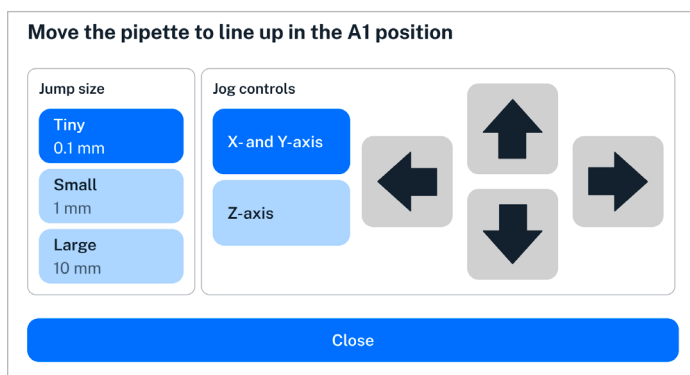 Move the pipette to line up in the A1 position
Jump size
Tiny
0.1 mm
Small
1 mm
Large
10 mm
Jog controls
X- and Y-axis
Z-axis
Close